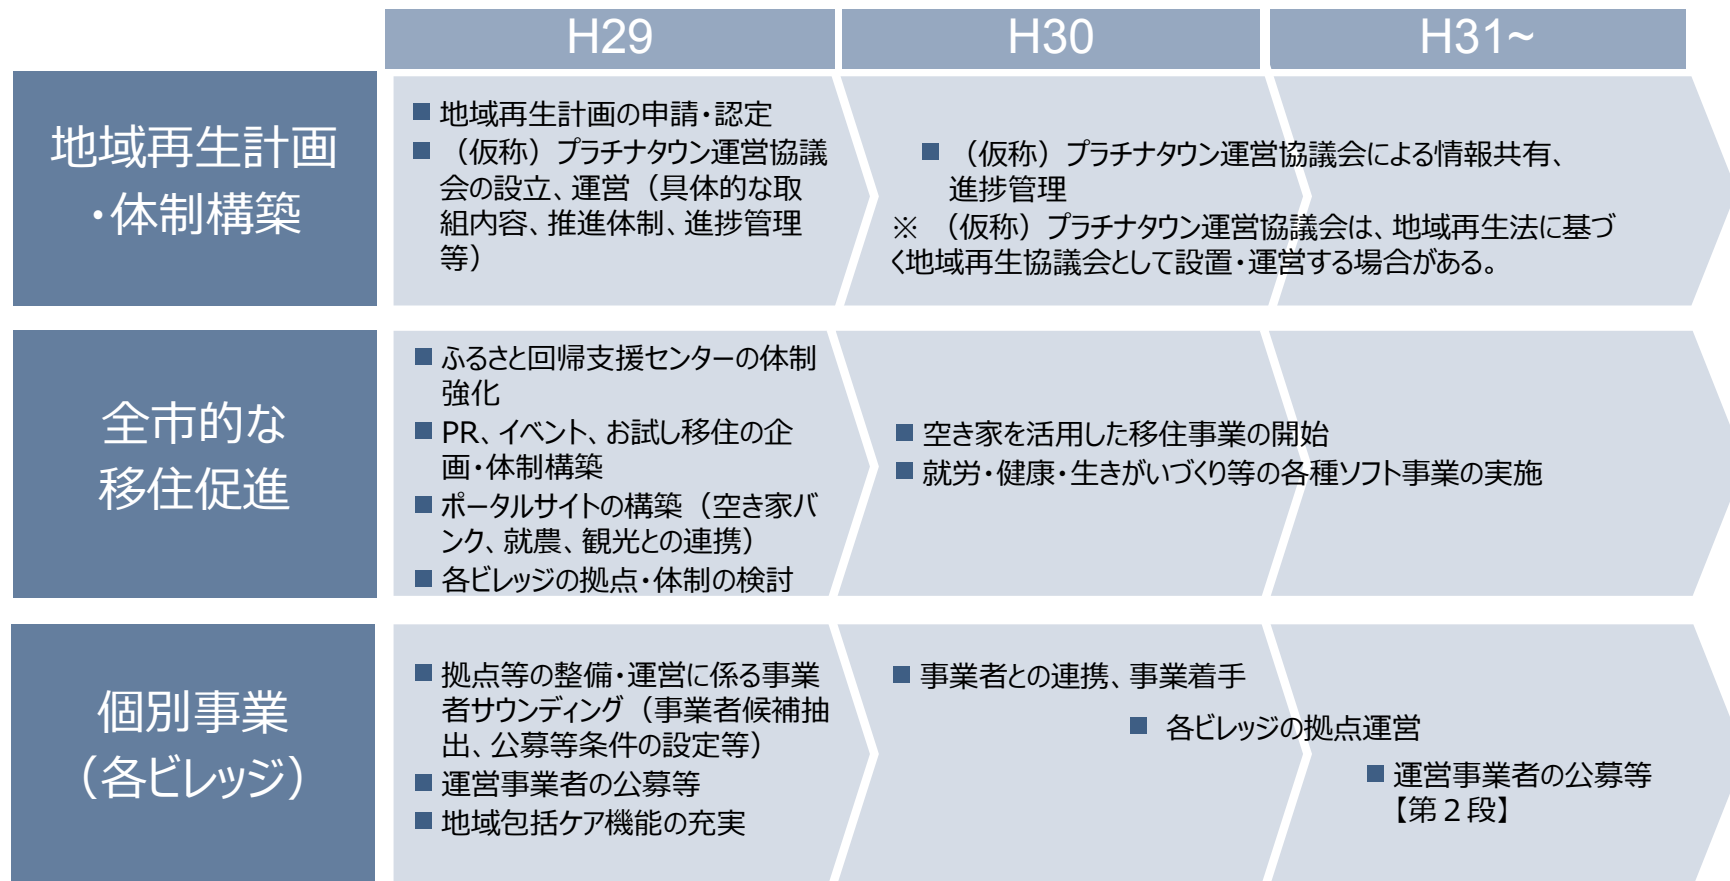 H29
H30
H31~
地域再生計画
・体制構築
■ 地域再生計画の申請・認定
■ （仮称）プラチナタウン運営協議
会の設立、運営（具体的な取
組内容、推進体制、進捗管理
等）
■ （仮称）プラチナタウン運営協議会による情報共有、
進捗管理
※ （仮称）プラチナタウン運営協議会は、地域再生法に基づ
く地域再生協議会として設置・運営する場合がある。
全市的な
移住促進
■ ふるさと回帰支援センターの体制
強化
■ PR、イベント、お試し移住の企
画・体制構築
■ ポータルサイトの構築（空き家バ
ンク、就農、観光との連携）
■ 各ビレッジの拠点・体制の検討
■ 空き家を活用した移住事業の開始
■ 就労・健康・生きがいづくり等の各種ソフト事業の実施
個別事業
（各ビレッジ）
■ 拠点等の整備・運営に係る事業
者サウンディング（事業者候補抽
出、公募等条件の設定等）
■ 運営事業者の公募等
■ 地域包括ケア機能の充実
■ 事業者との連携、事業着手
■ 各ビレッジの拠点運営
■ 運営事業者の公募等
【第２段】